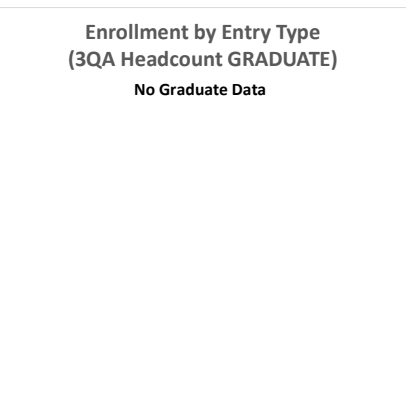 Enrollment by Entry Type
(3QA Headcount GRADUATE)
No Graduate Data